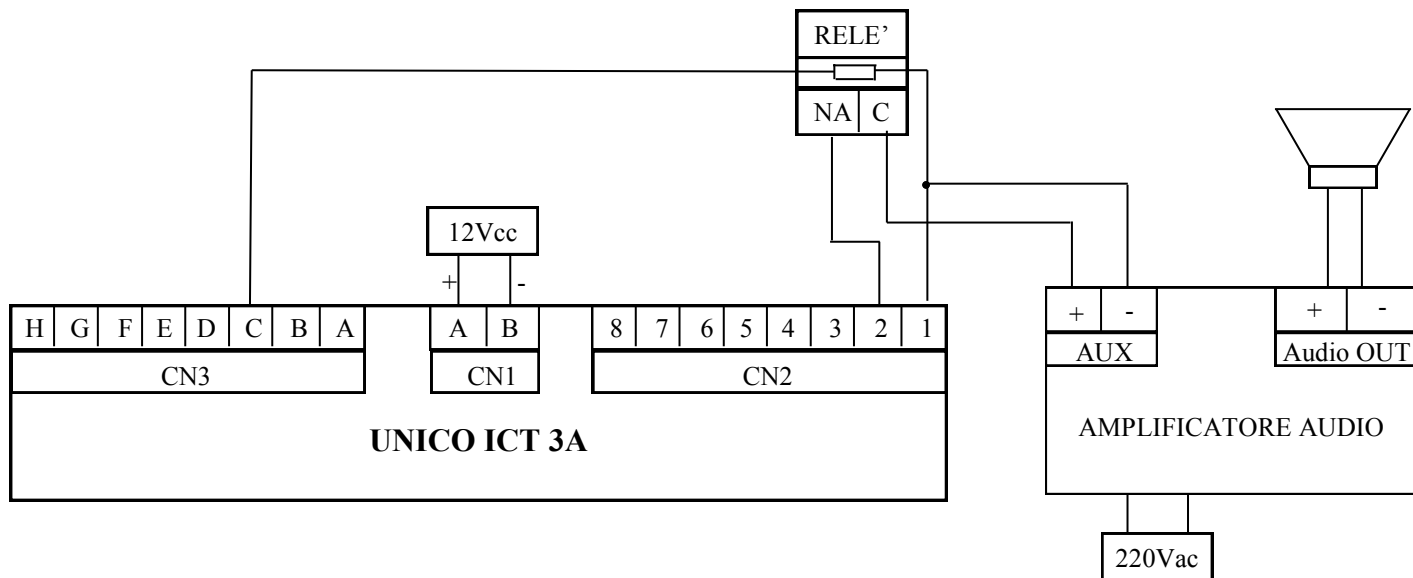 RELE’
NA C
12Vcc
+ -
H G F E D C B A
A B
8 7 6 5 4 3 2 1
+ -
+ -
CN3
CN1
CN2
AUX
Audio OUT
UNICO ICT 3A
AMPLIFICATORE AUDIO
220Vac